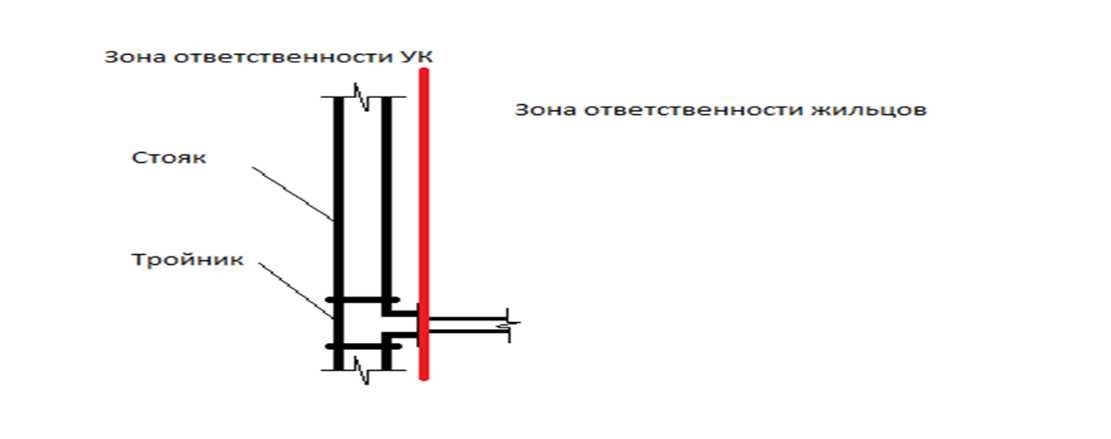 Зона ответственности УК
Зона ответственности жильцов
Стояк
Тройник